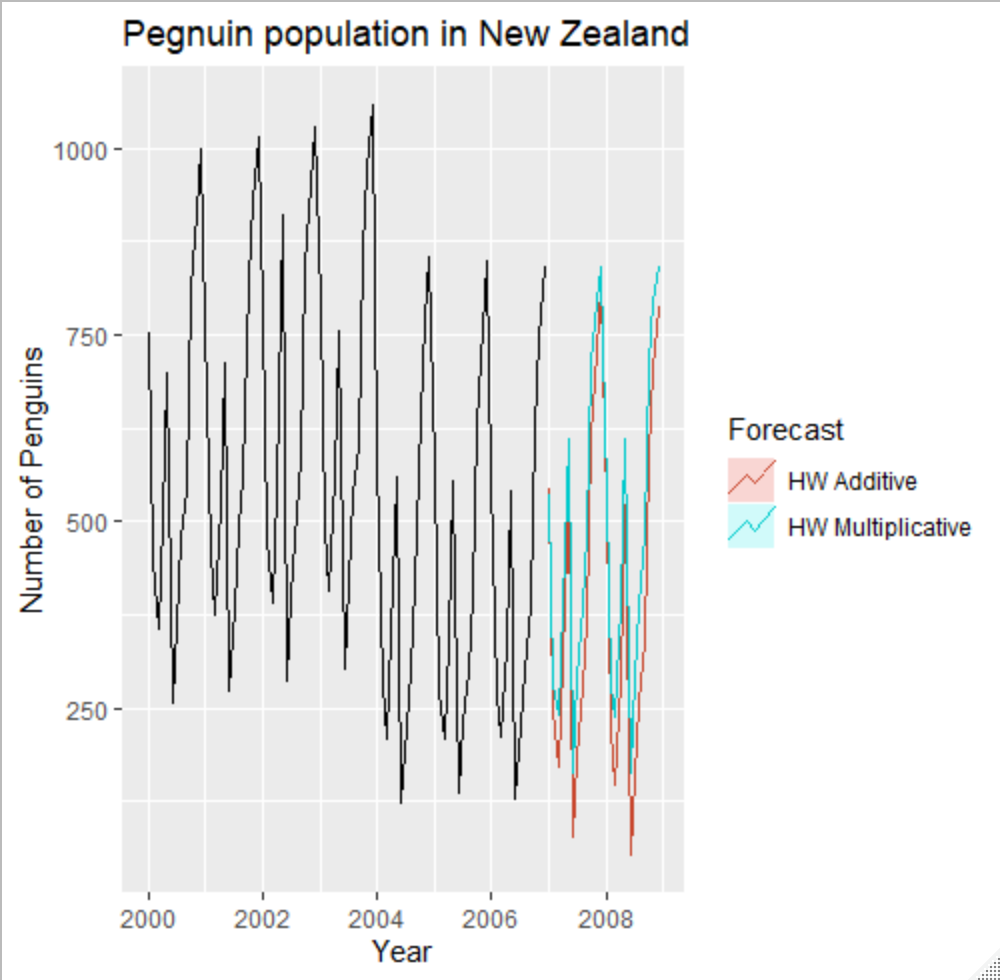 Pegnuin population in New Zealand
1000
750
500
250
Number of Penguins
2000 2002 2004 2006 2008
Year
Forecast
HW Additive
HW Multiplicative